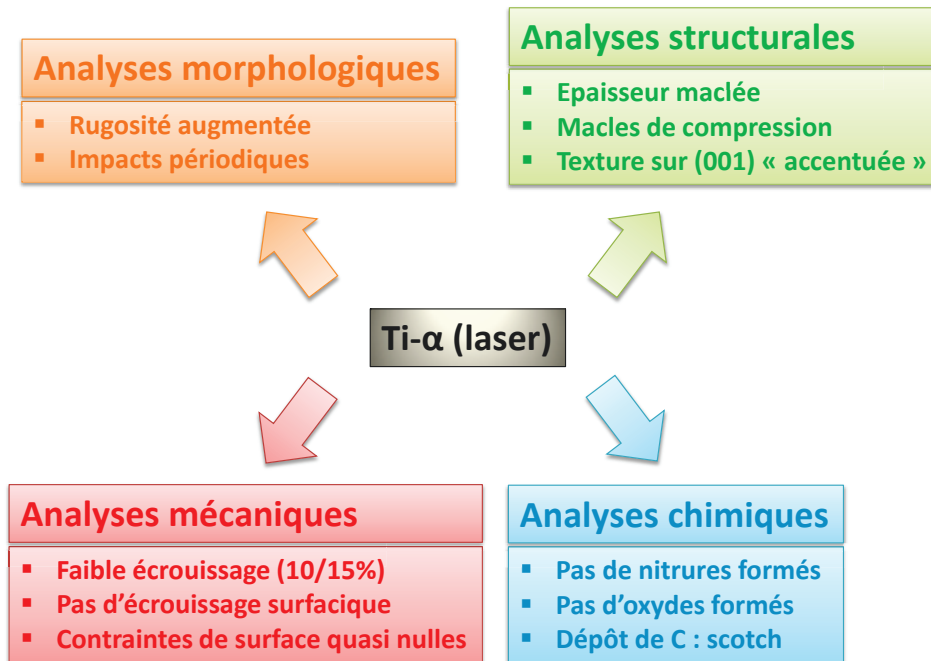 Analyses morphologiques
▪ Rugosité augmentée
▪ Impacts périodiques
Analyses structurales
▪ Epaisseur maclée
▪ Macles de compression
▪ Texture sur (001) « accentuée »
Ti-α (laser)
Analyses mécaniques
▪ Faible écrouissage (10/15%)
▪ Pas d’écrouissage surfacique
▪ Contraintes de surface quasi nulles
Analyses chimiques
▪ Pas de nitrures formés
▪ Pas d’oxydes formés
▪ Dépôt de C : scotch